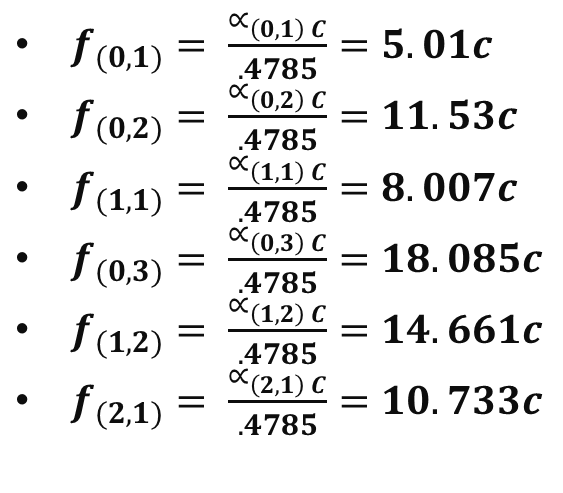 • f(0,1) = ∝(0,1) c / .4785 = 5.01c
• f(0,2) = ∝(0,2) c / .4785 = 11.53c
• f(1,1) = ∝(1,1) c / .4785 = 8.007c
• f(0,3) = ∝(0,3) c / .4785 = 18.085c
• f(1,2) = ∝(1,2) c / .4785 = 14.661c
• f(2,1) = ∝(2,1) c / .4785 = 10.733c